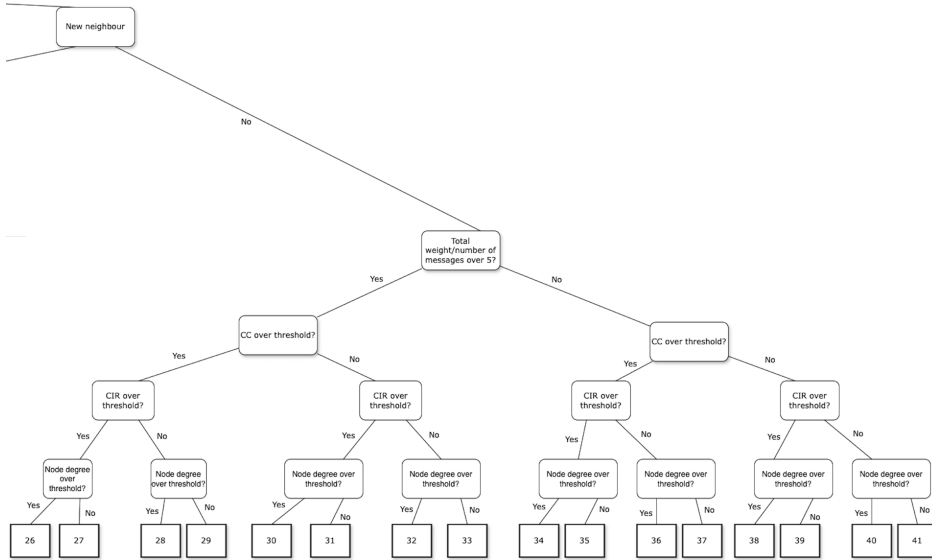 New neighbour
No
Total
weight/number of
messages over 5?
Yes
No
CC over threshold?
CC over threshold?
Yes
No
Yes
No
CIR over
threshold?
CIR over
threshold?
CIR over
threshold?
CIR over
threshold?
Yes
No
Yes
No
Yes
No
Yes
No
Node degree
over
threshold?
Node degree
over threshold?
Node degree over
threshold?
Node degree over
threshold?
Node degree over
threshold?
Node degree over
threshold?
Node degree over
threshold?
Node degree over
threshold?
Yes
No
Yes
No
Yes
No
Yes
No
Yes
No
Yes
No
Yes
No
Yes
No
26
27
28
29
30
31
32
33
34
35
36
37
38
39
40
41